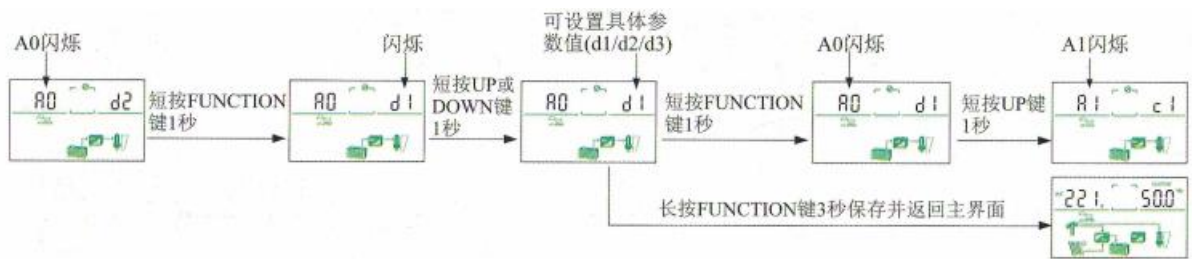 可设置具体参
数值(d1/d2/d3)
A0闪烁
闪烁
A0闪烁
A1闪烁
A0 d2
短按FUNCTION
键1秒
A0 d1
短按UP或
DOWN键
1秒
A0 d1
短按FUNCTION
键1秒
A0 d1
短按UP键
1秒
A1 c1
长按FUNCTION键3秒保存并返回主界面
221. 50.0